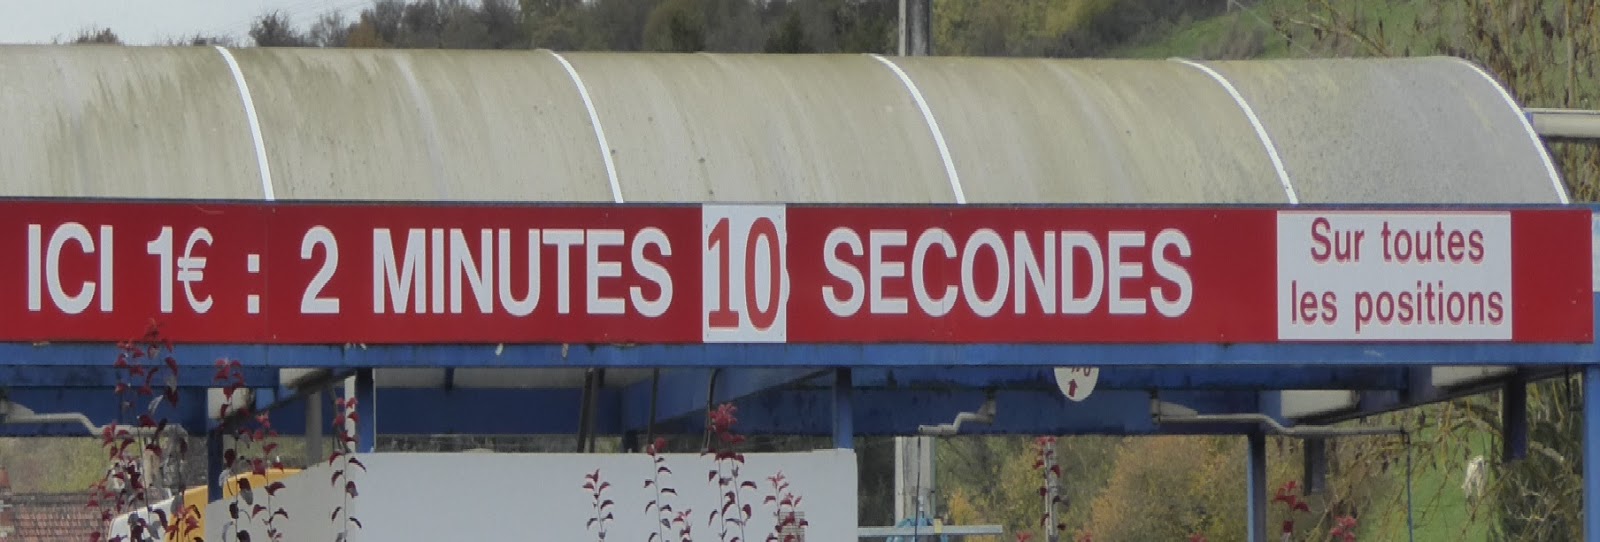 ICI 1€ : 2 MINUTES 10 SECONDES
Sur toutes
les positions